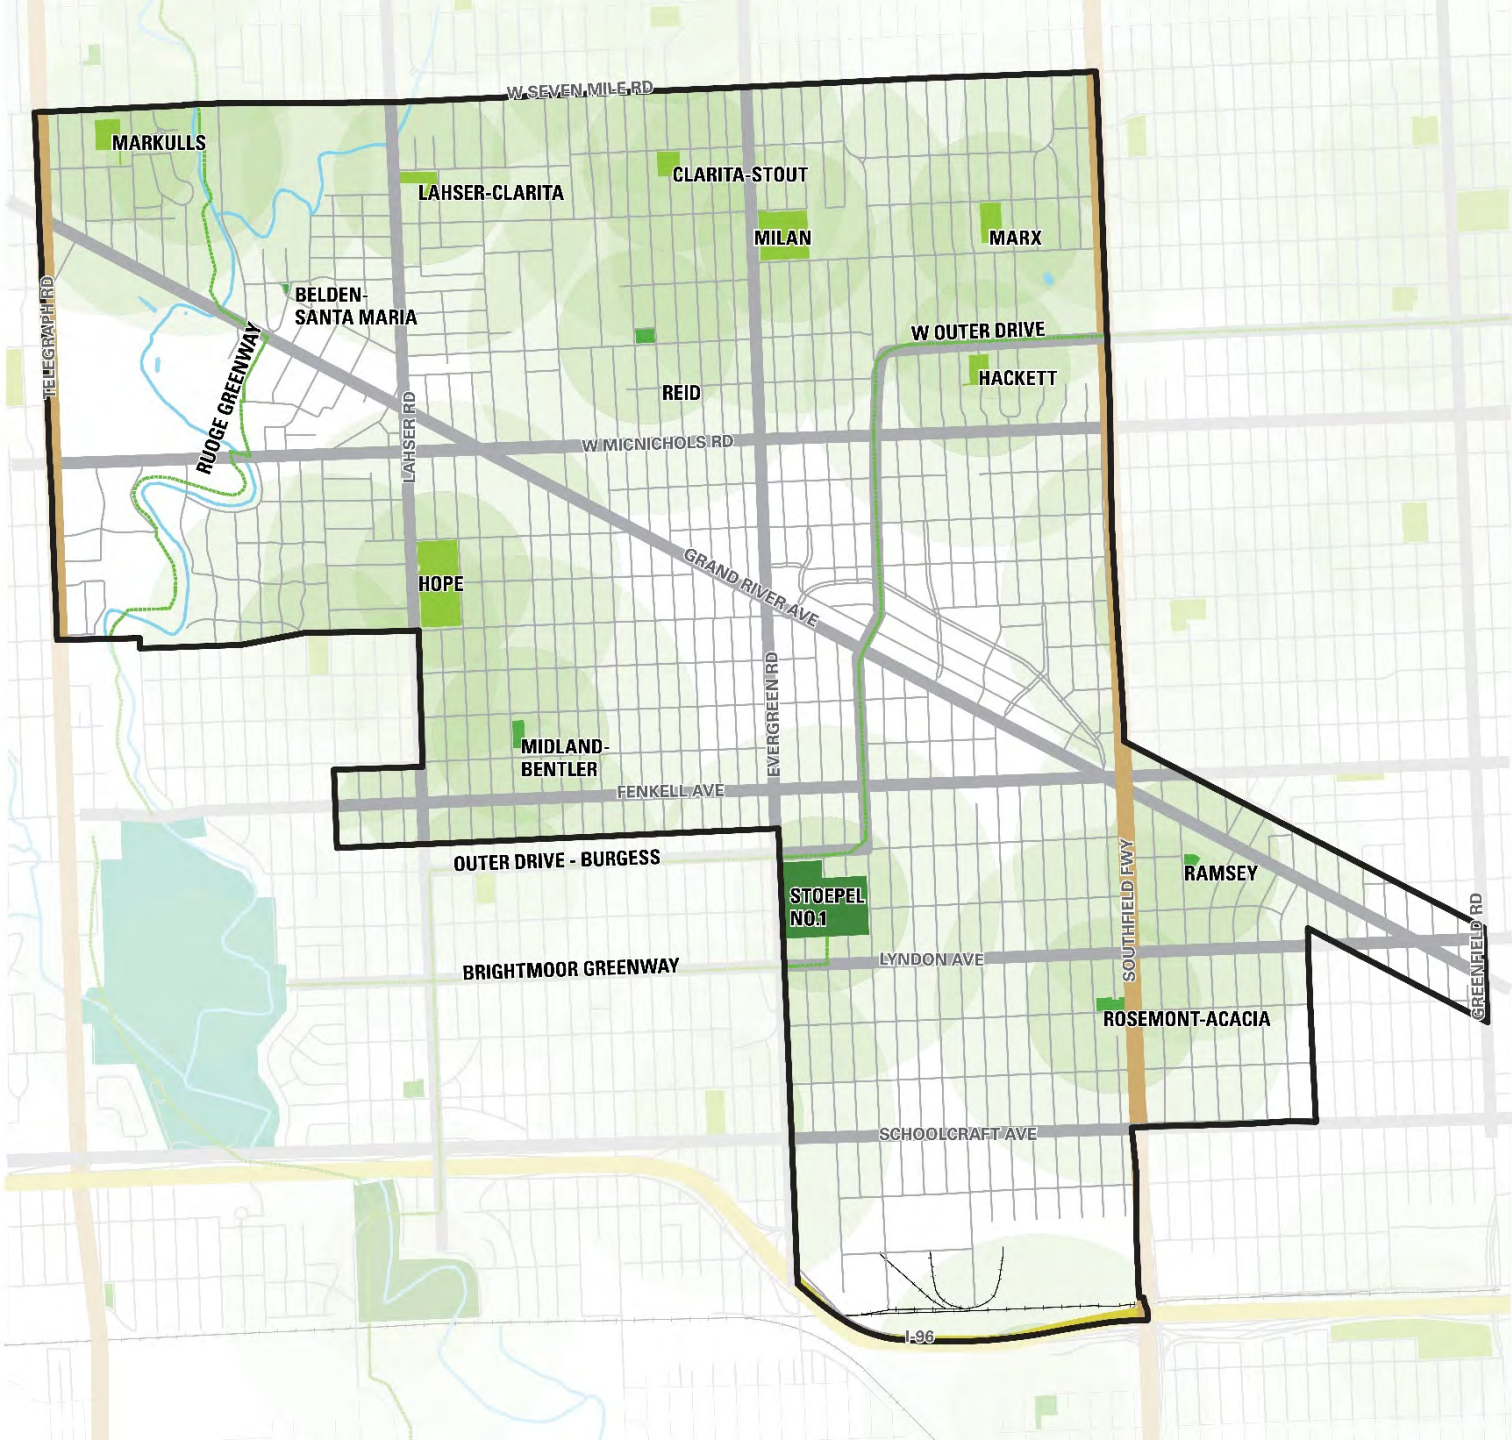 W SEVEN MILE RD
MARKULLS
CLARITA-STOUT
LAHSER-CLARITA
MILAN
MARX
TELEGRAPH RD
BELDEN-
SANTA MARIA
W OUTER DRIVE
RUOGE GREENWAY
REID
HACKETT
LAHSER RD
W MICNICHOLS RD
HOPE
GRAND RIVER AVE
EVERGREEN RD
MIDLAND-
BENTLER
FENKELL AVE
OUTER DRIVE - BURGESS
STOEPEL
NO.1
SOUTHFIELD FWY
RAMSEY
GREENFIELD RD
BRIGHTMOOR GREENWAY
LYNDON AVE
ROSEMONT-ACACIA
SCHOOLCRAFT AVE
I-96